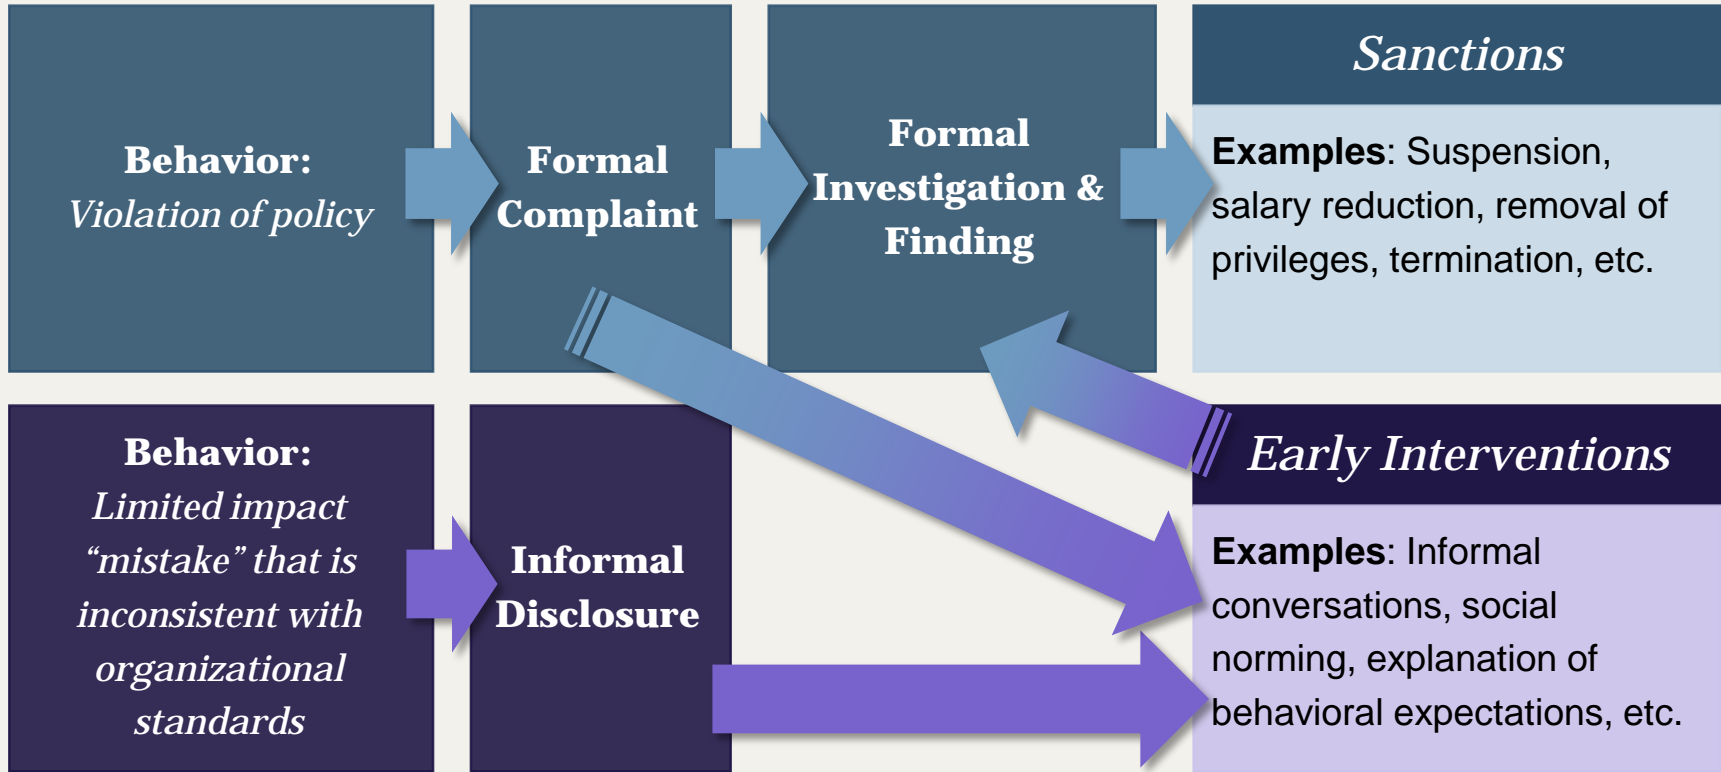 Behavior:
Violation of policy
Formal
Complaint
Formal
Investigation &
Finding
Sanctions
Examples: Suspension,
salary reduction, removal of
privileges, termination, etc.
Behavior:
Limited impact
“mistake” that is
inconsistent with
organizational
standards
Informal
Disclosure
Early Interventions
Examples: Informal
conversations, social
norming, explanation of
behavioral expectations, etc.